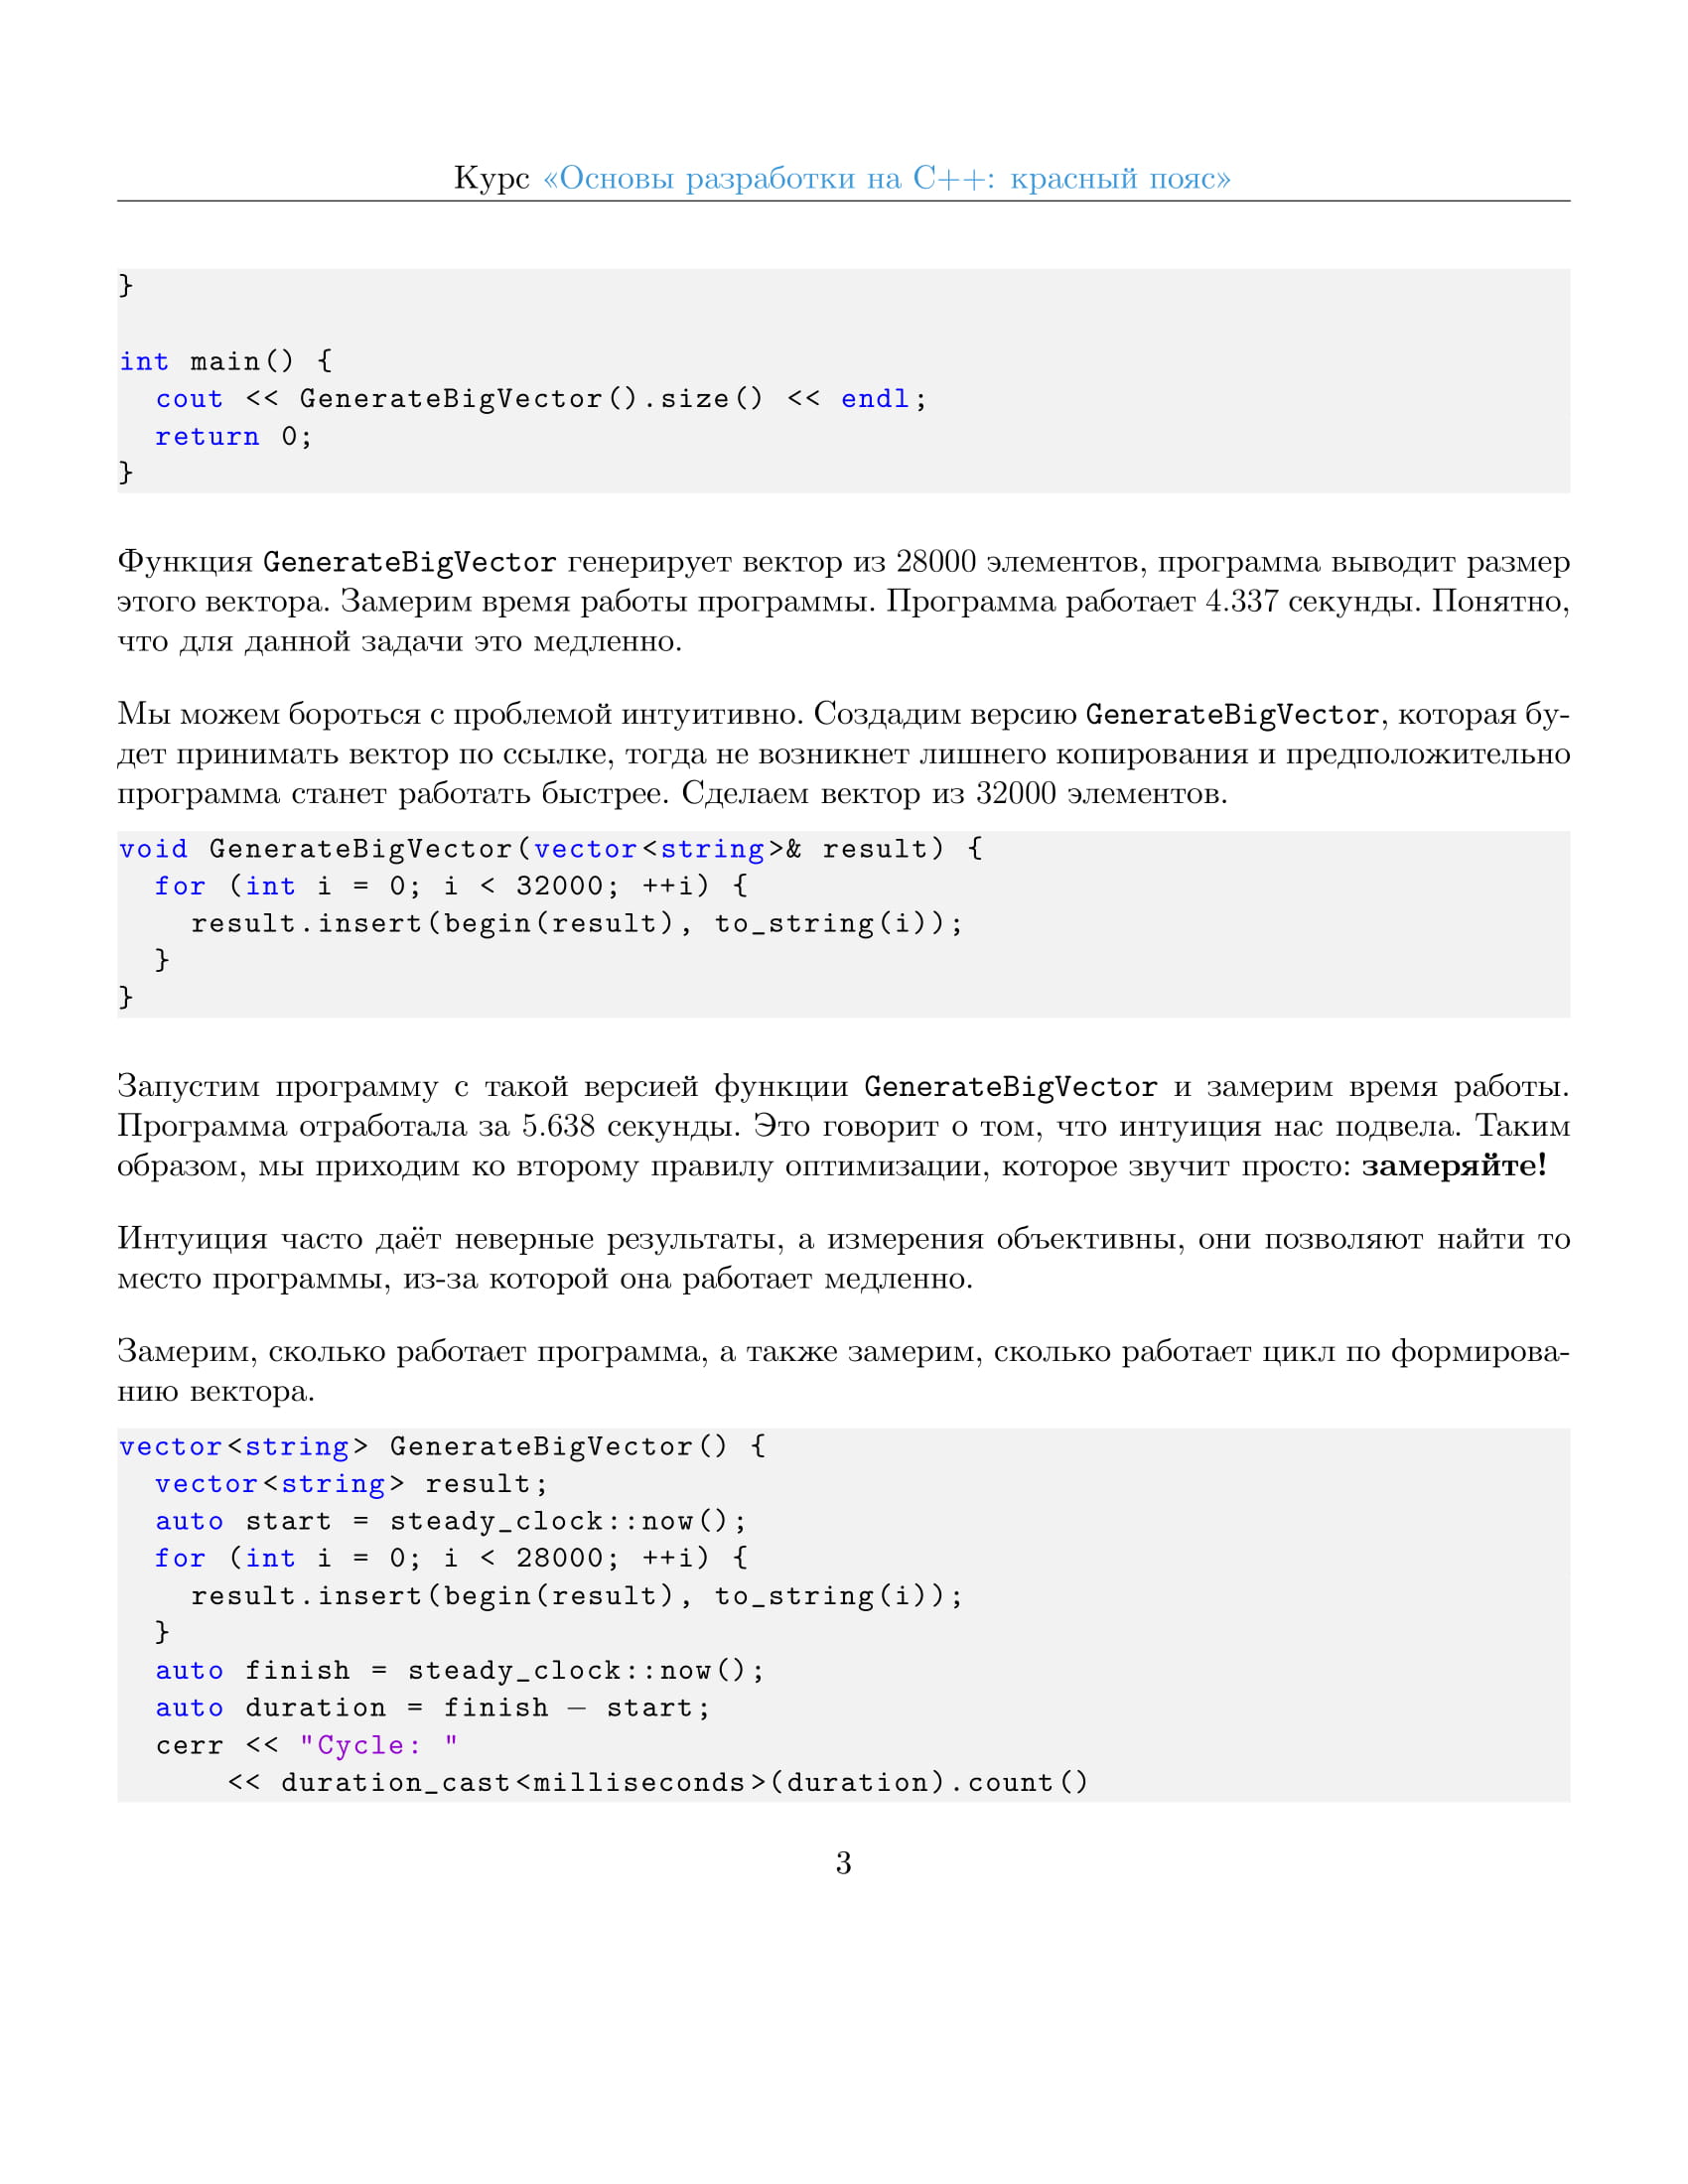 Курс «Основы разработки на C++: красный пояс»
}
int main() {
  cout << GenerateBigVector().size() << endl;
  return 0;
}
Функция GenerateBigVector генерирует вектор из 28000 элементов, программа выводит размер
этого вектора. Замерим время работы программы. Программа работает 4.337 секунды. Понятно,
что для данной задачи это медленно.
Мы можем бороться с проблемой интуитивно. Создадим версию GenerateBigVector, которая бу-
дет принимать вектор по ссылке, тогда не возникнет лишнего копирования и предположительно
программа станет работать быстрее. Сделаем вектор из 32000 элементов.
void GenerateBigVector(vector<string>& result) {
  for (int i = 0; i < 32000; ++i) {
    result.insert(begin(result), to_string(i));
  }
}
Запустим программу с такой версией функции GenerateBigVector и замерим время работы.
Программа отработала за 5.638 секунды. Это говорит о том, что интуиция нас подвела. Таким
образом, мы приходим ко второму правилу оптимизации, которое звучит просто: замеряйте!
Интуиция часто даёт неверные результаты, а измерения объективны, они позволяют найти то
место программы, из-за которой она работает медленно.
Замерим, сколько работает программа, а также замерим, сколько работает цикл по формирова-
нию вектора.
vector<string> GenerateBigVector() {
  vector<string> result;
  auto start = steady_clock::now();
  for (int i = 0; i < 28000; ++i) {
    result.insert(begin(result), to_string(i));
  }
  auto finish = steady_clock::now();
  auto duration = finish − start;
  cerr << "Cycle: "
      << duration_cast<milliseconds>(duration).count()
3